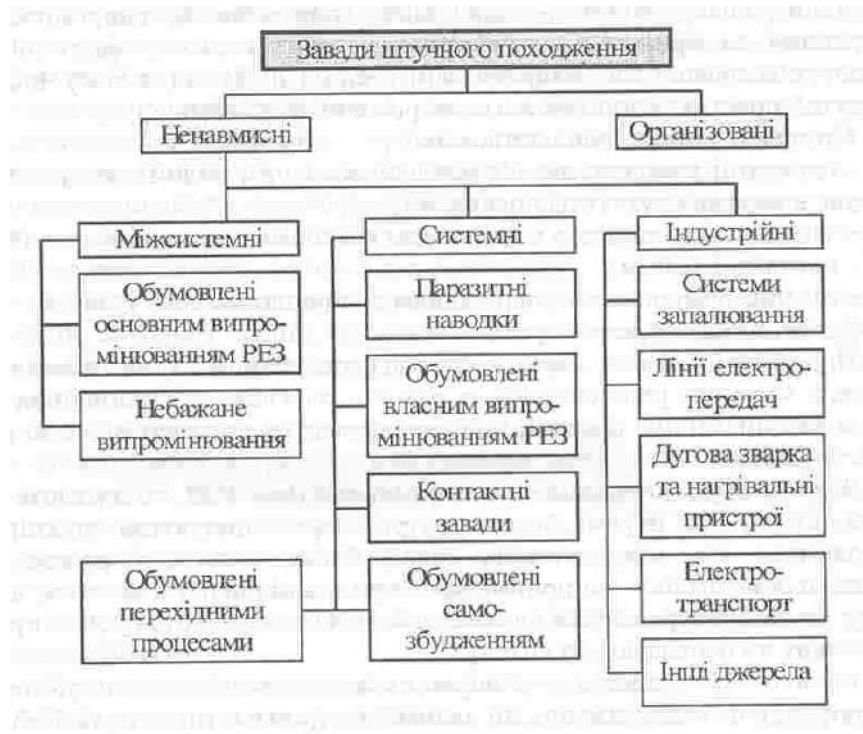 Завади штучного походження
Ненавмисні
Організовані
Міжсистемні
Обумовлені
основним випро-
мінюванням РЕЗ
Небажане
випромінювання
Системні
Паразитні
наводки
Обумовлені
власним випро-
мінюванням РЕЗ
Контактні
завади
Обумовлені
перехідними
процесами
Обумовлені
само-
збудженням
Індустрійні
Системи
запалювання
Лінії електро-
передач
Дугова зварка
та нагрівальні
пристрої
Електро-
транспорт
Інші джерела